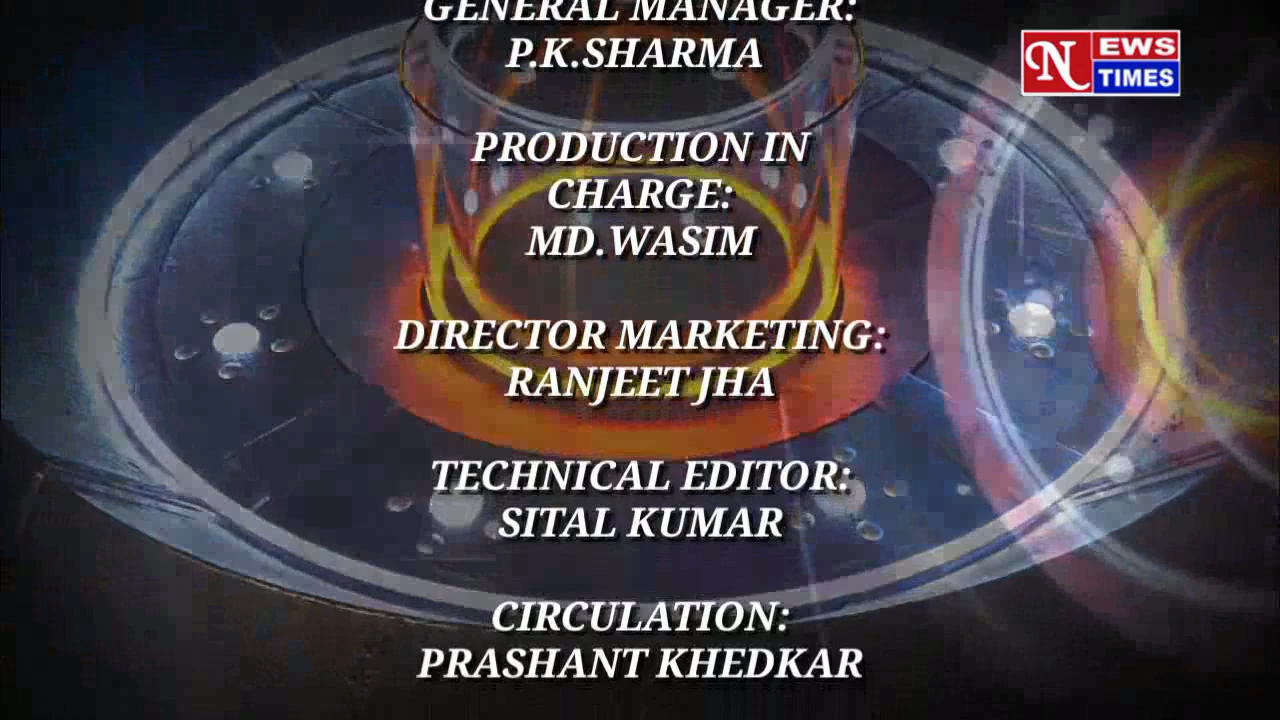 GENERAL MANAGER:
P.K.SHARMA
NEWS
TIMES
PRODUCTION IN
CHARGE:
MD.WASIM
DIRECTOR MARKETING:
RANJEET JHA
TECHNICAL EDITOR:
SITAL KUMAR
CIRCULATION:
PRASHANT KHEDKAR